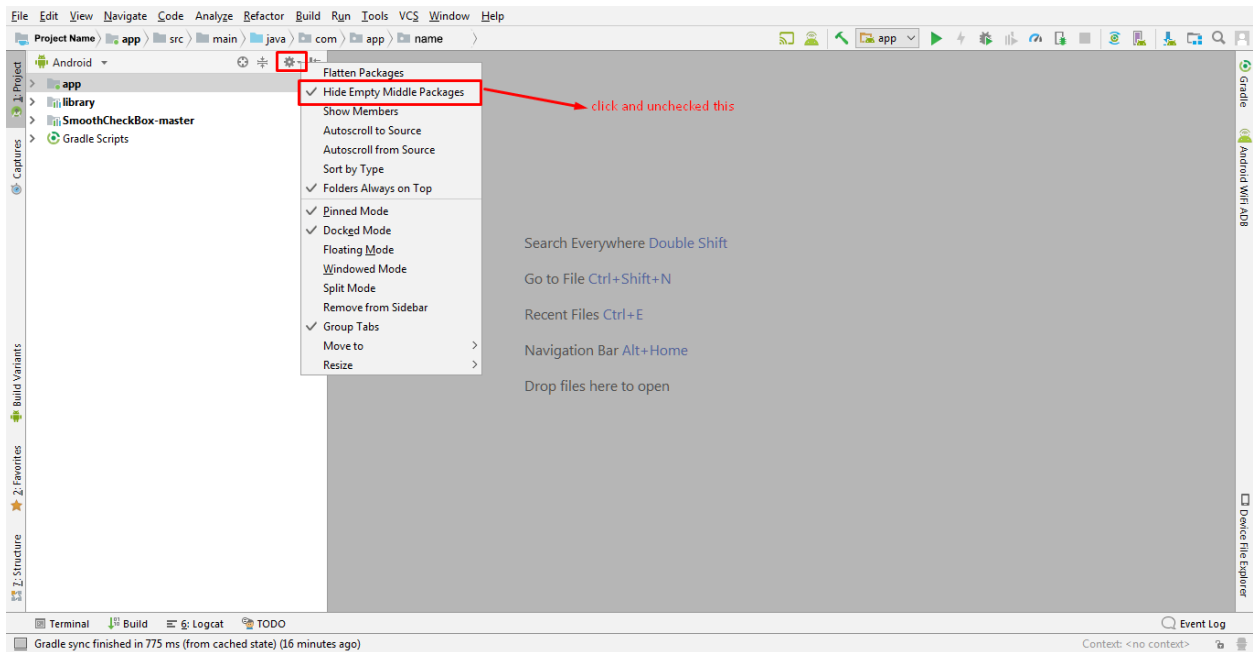 File Edit View Navigate Code Analyze Refactor Build Run Tools VCS Window Help
Project Name app src main java com app name
app
Android
1: Project
Captures
Build Variants
2: Favorites
7: Structure
app
library
SmoothCheckBox-master
Gradle Scripts
Flatten Packages
Hide Empty Middle Packages
Show Members
Autoscroll to Source
Autoscroll from Source
Sort by Type
Folders Always on Top
Pinned Mode
Docked Mode
Floating Mode
Windowed Mode
Split Mode
Remove from Sidebar
Group Tabs
Move to
Resize
click and unchecked this
Search Everywhere Double Shift
Go to File Ctrl+Shift+N
Recent Files Ctrl+E
Navigation Bar Alt+Home
Drop files here to open
Gradle
Android WiFi ADB
Device File Explorer
Terminal Build 6: Logcat TODO
Event Log
Gradle sync finished in 775 ms (from cached state) (16 minutes ago)
Context: <no context>